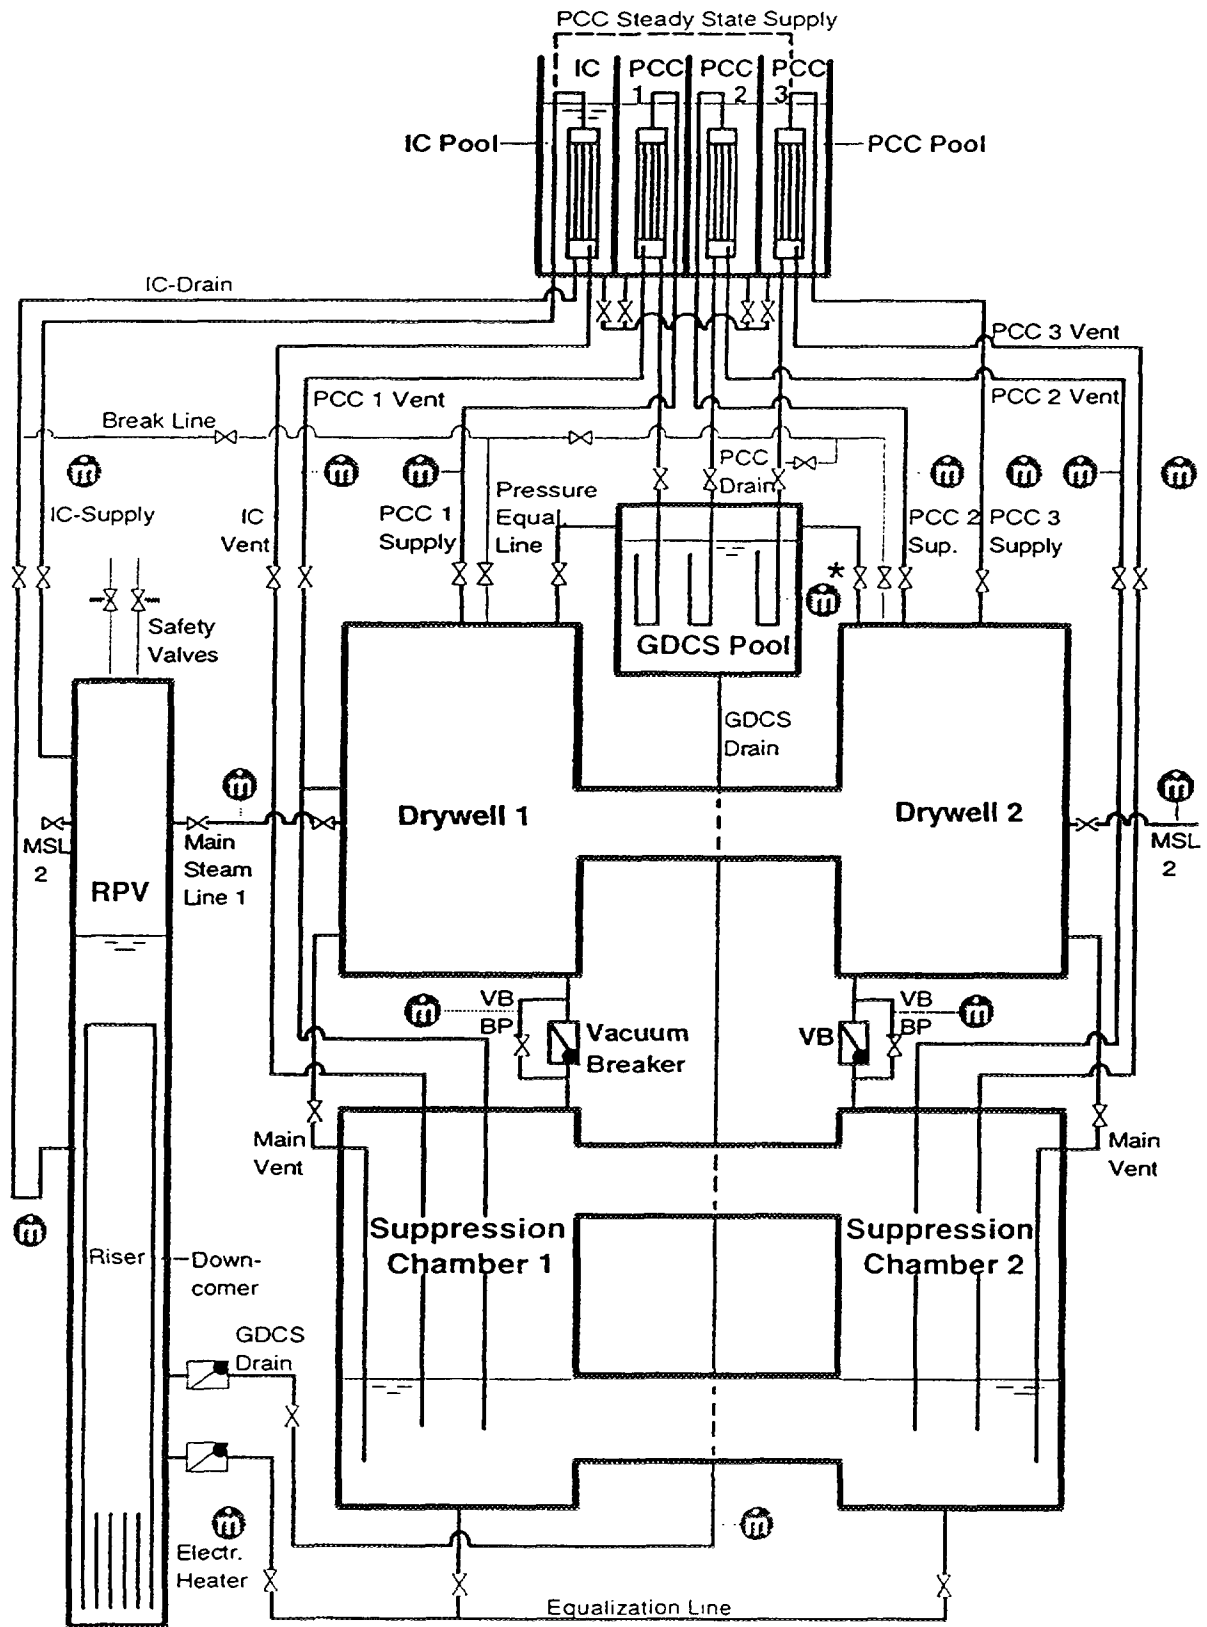 PCC Steady State Supply
IC
PCC
1
PCC
2
PCC
3
IC Pool
PCC Pool
IC-Drain
PCC 3 Vent
PCC 1 Vent
PCC 2 Vent
Break Line
ṁ
ṁ
ṁ
ṁ
ṁ
ṁ
ṁ
IC-Supply
IC
Vent
PCC 1
Supply
Pressure
Equal.
Line
PCC
Drain
PCC 2
Sup.
PCC 3
Supply
*
ṁ
Safety
Valves
GDCS Pool
GDCS
Drain
ṁ
ṁ
Drywell 1
Drywell 2
MSL
2
Main
Steam
Line 1
MSL
2
RPV
ṁ
VB
BP
Vacuum
Breaker
VB
VB
BP
ṁ
Main
Vent
Main
Vent
ṁ
Suppression
Chamber 1
Suppression
Chamber 2
Riser
Down-
comer
GDCS
Drain
ṁ
ṁ
Electr.
Heater
Equalization Line